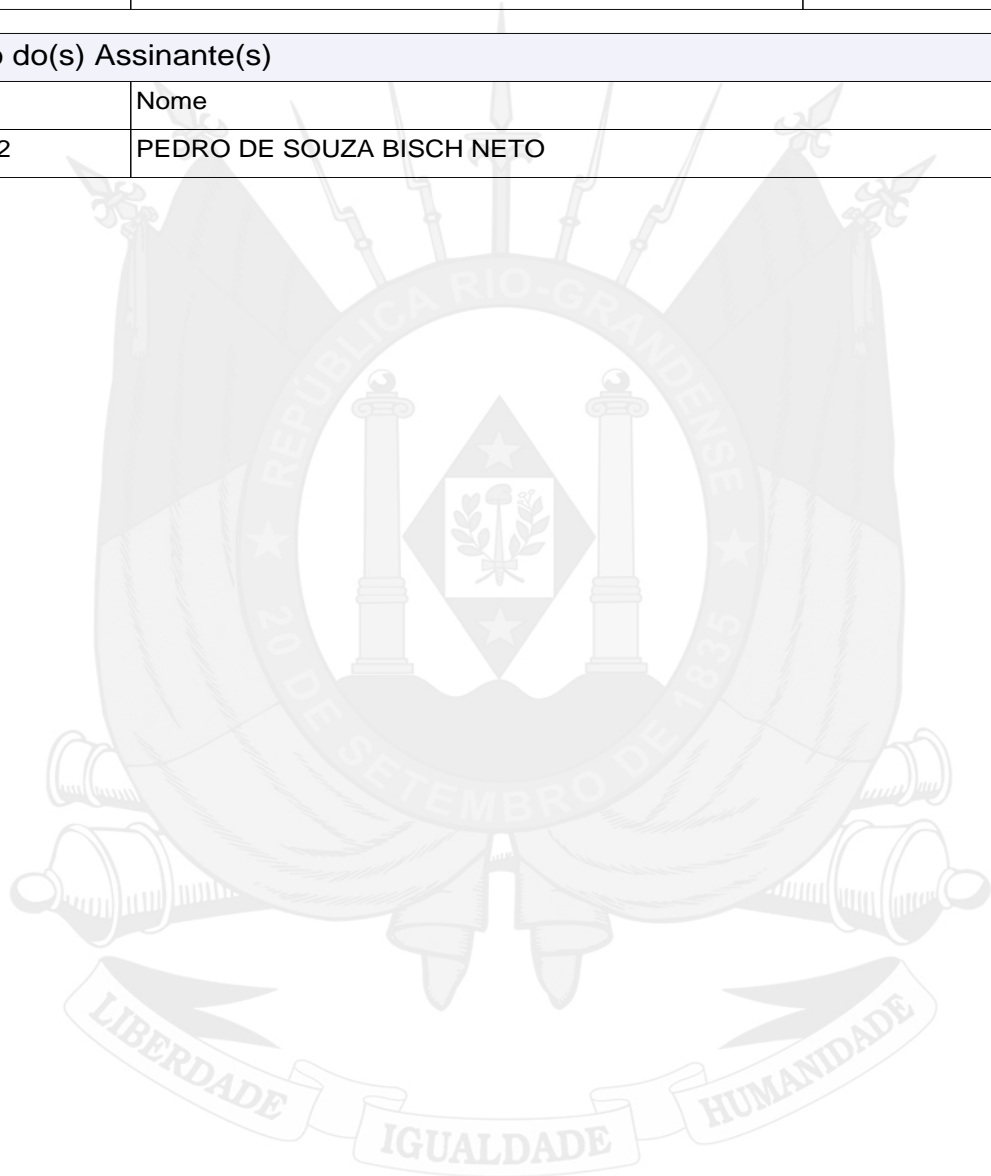 o do(s) Assinante(s)
Nome
2 PEDRO DE SOUZA BISCH NETO
REPÚBLICA RIO-GRANDENSE
20 DE SETEMBRO DE 1835
LIBERDADE IGUALDADE HUMANIDADE